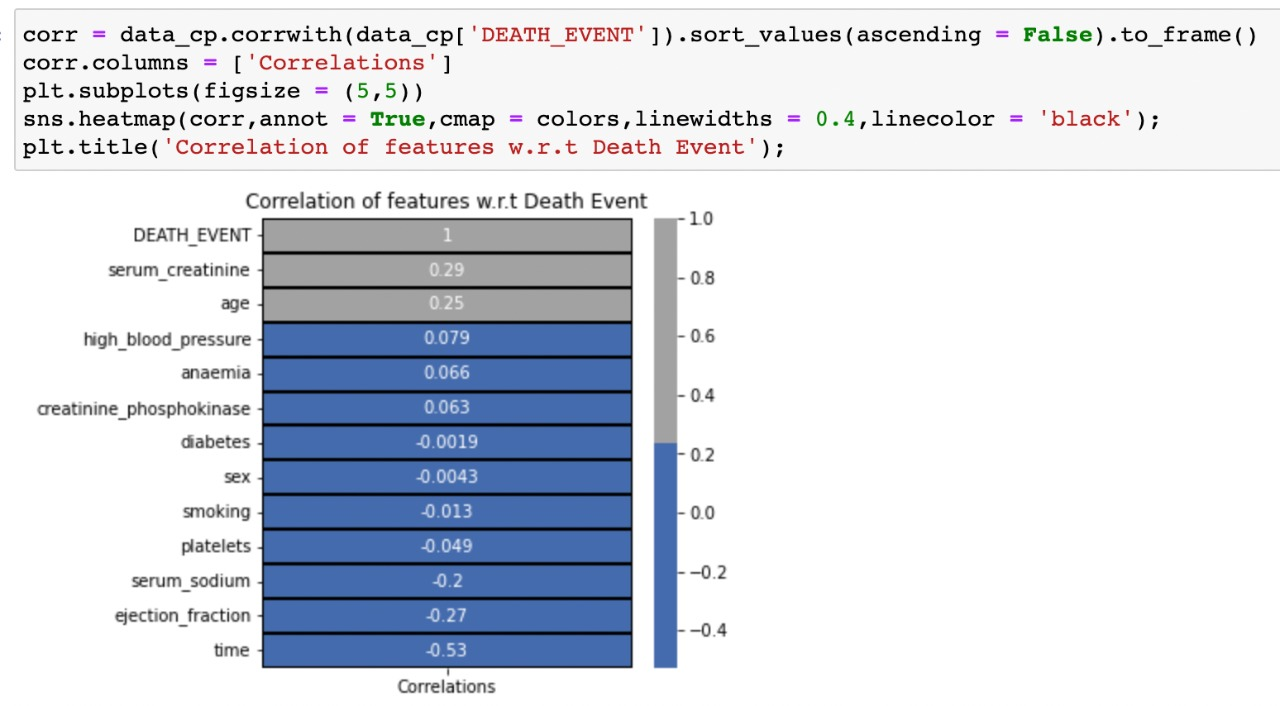 corr = data_cp.corrwith(data_cp['DEATH_EVENT']).sort_values(ascending = False).to_frame()
corr.columns = ['Correlations']
plt.subplots(figsize = (5,5))
sns.heatmap(corr,annot = True,cmap = colors,linewidths = 0.4,linecolor = 'black');
plt.title('Correlation of features w.r.t Death Event');
Correlation of features w.r.t Death Event
DEATH_EVENT 1
serum_creatinine 0.29
age 0.25
high_blood_pressure 0.079
anaemia 0.066
creatinine_phosphokinase 0.063
diabetes -0.0019
sex -0.0043
smoking -0.013
platelets -0.049
serum_sodium -0.2
ejection_fraction -0.27
time -0.53
Correlations
1.0
0.8
0.6
0.4
0.2
0.0
−0.2
−0.4